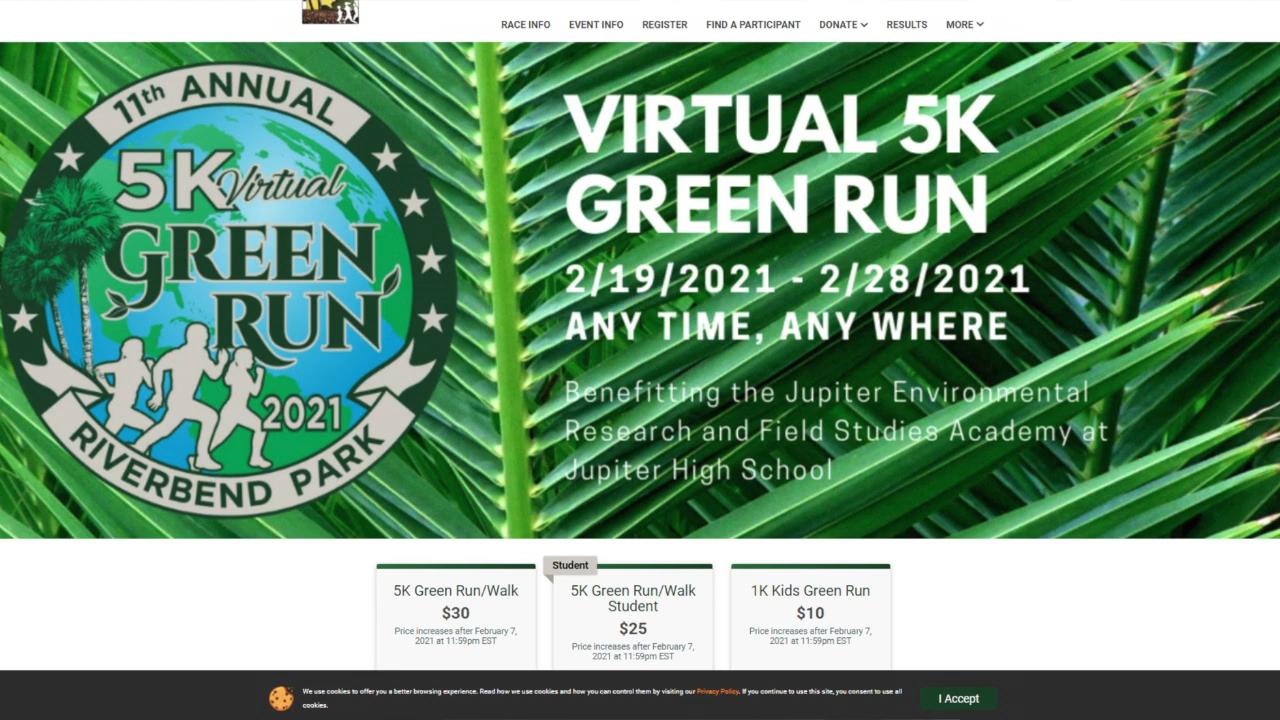 RACE INFO EVENT INFO REGISTER FIND A PARTICIPANT DONATE RESULTS MORE
11th ANNUAL
5K Virtual
GREEN
RUN
2021
RIVERBEND PARK
VIRTUAL 5K
GREEN RUN
2/19/2021 - 2/28/2021
ANY TIME, ANY WHERE
Benefitting the Jupiter Environmental
Research and Field Studies Academy at
Jupiter High School
5K Green Run/Walk
$30
Price increases after February 7,
2021 at 11:59pm EST
Student
5K Green Run/Walk
Student
$25
Price increases after February 7,
2021 at 11:59pm EST
1K Kids Green Run
$10
Price increases after February 7,
2021 at 11:59pm EST
We use cookies to offer you a better browsing experience. Read how we use cookies and how you can control them by visiting our Privacy Policy. If you continue to use this site, you consent to use all
cookies.
I Accept